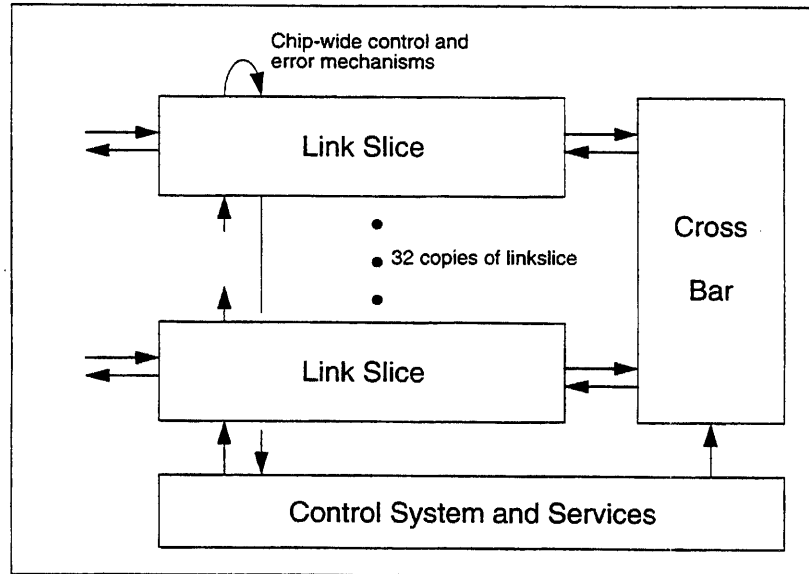 Chip-wide control and
error mechanisms
Link Slice
32 copies of linkslice
Cross
Bar
Link Slice
Control System and Services